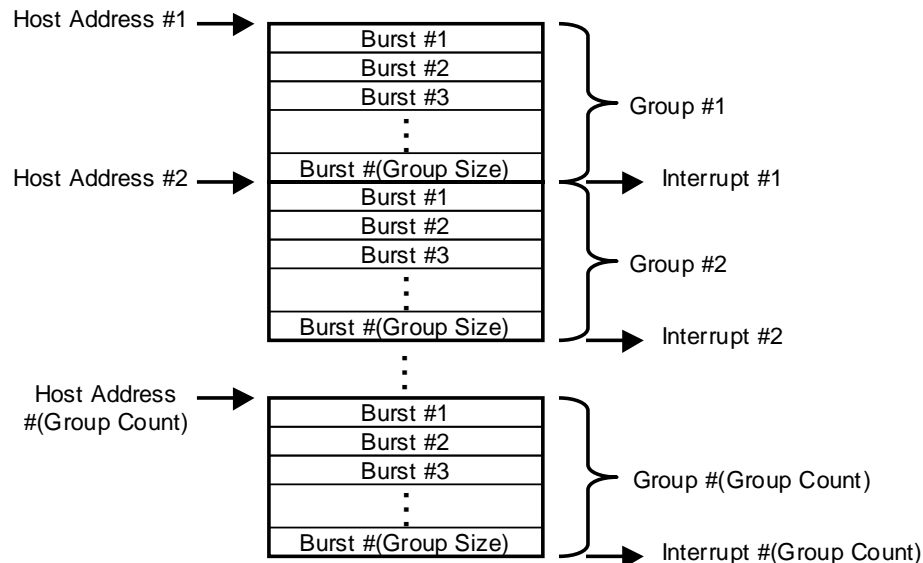 Host Address #1
Burst #1
Burst #2
Burst #3
Burst #(Group Size)
Group #1
Host Address #2
Interrupt #1
Burst #1
Burst #2
Burst #3
Burst #(Group Size)
Group #2
Interrupt #2
Host Address
#(Group Count)
Burst #1
Burst #2
Burst #3
Burst #(Group Size)
Group #(Group Count)
Interrupt #(Group Count)